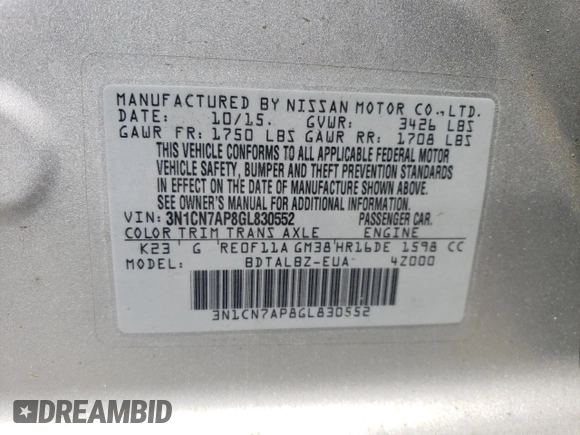 MANUFACTURED BY NISSAN MOTOR CO.,LTD.
10/15. GVWR: 3426 LBS
GAWR FR: 1750 LBS GAWR RR: 1708 LBS
THIS VEHICLE CONFORMS TO ALL APPLICABLE FEDERAL MOTOR
VEHICLE SAFETY, BUMPER AND THEFT PREVENTION STANDARDS
IN EFFECT ON THE DATE OF MANUFACTURE SHOWN ABOVE.
SEE OWNER'S MANUAL FOR ADDITIONAL INFORMATION.
VIN: 3N1CN7AP8GL830552 PASSENGER CAR.
COLOR TRIM TRANS AXLE ENGINE
K23 G RE0F11A GM38 HR16DE 1598 CC
MODEL: BDTALBZ-EUA 4Z000
3N1CN7AP8GL830552
DREAMBID